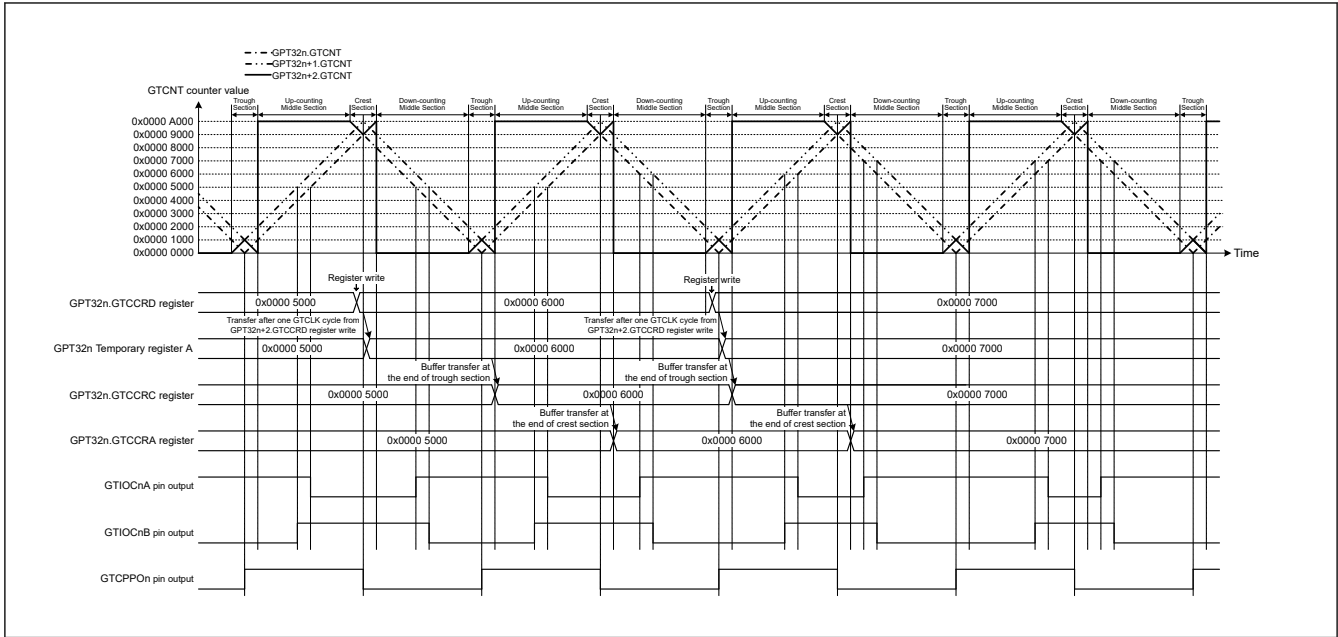 GPT32n.GTCNT
GPT32n+1.GTCNT
GPT32n+2.GTCNT
GTCNT counter value
Trough Section
Up-counting Middle Section
Crest Section
Down-counting Middle Section
Trough Section
Up-counting Middle Section
Crest Section
Down-counting Middle Section
Trough Section
Up-counting Middle Section
Crest Section
Down-counting Middle Section
Trough Section
Up-counting Middle Section
Crest Section
Down-counting Middle Section
Trough Section
0x0000 A000
0x0000 9000
0x0000 8000
0x0000 7000
0x0000 6000
0x0000 5000
0x0000 4000
0x0000 3000
0x0000 2000
0x0000 1000
0x0000 0000
Time
Register write
Register write
GPT32n.GTCCRD register
0x0000 5000
0x0000 6000
0x0000 7000
Transfer after one GTCLK cycle from
GPT32n+2.GTCCRD register write
Transfer after one GTCLK cycle from
GPT32n+2.GTCCRD register write
GPT32n Temporary register A
0x0000 5000
0x0000 6000
0x0000 7000
Buffer transfer at
the end of trough section
Buffer transfer at
the end of trough section
GPT32n.GTCCRC register
0x0000 5000
0x0000 6000
0x0000 7000
Buffer transfer at
the end of crest section
Buffer transfer at
the end of crest section
GPT32n.GTCCRA register
0x0000 5000
0x0000 6000
0x0000 7000
GTIOCnA pin output
GTIOCnB pin output
GTCPPOn pin output